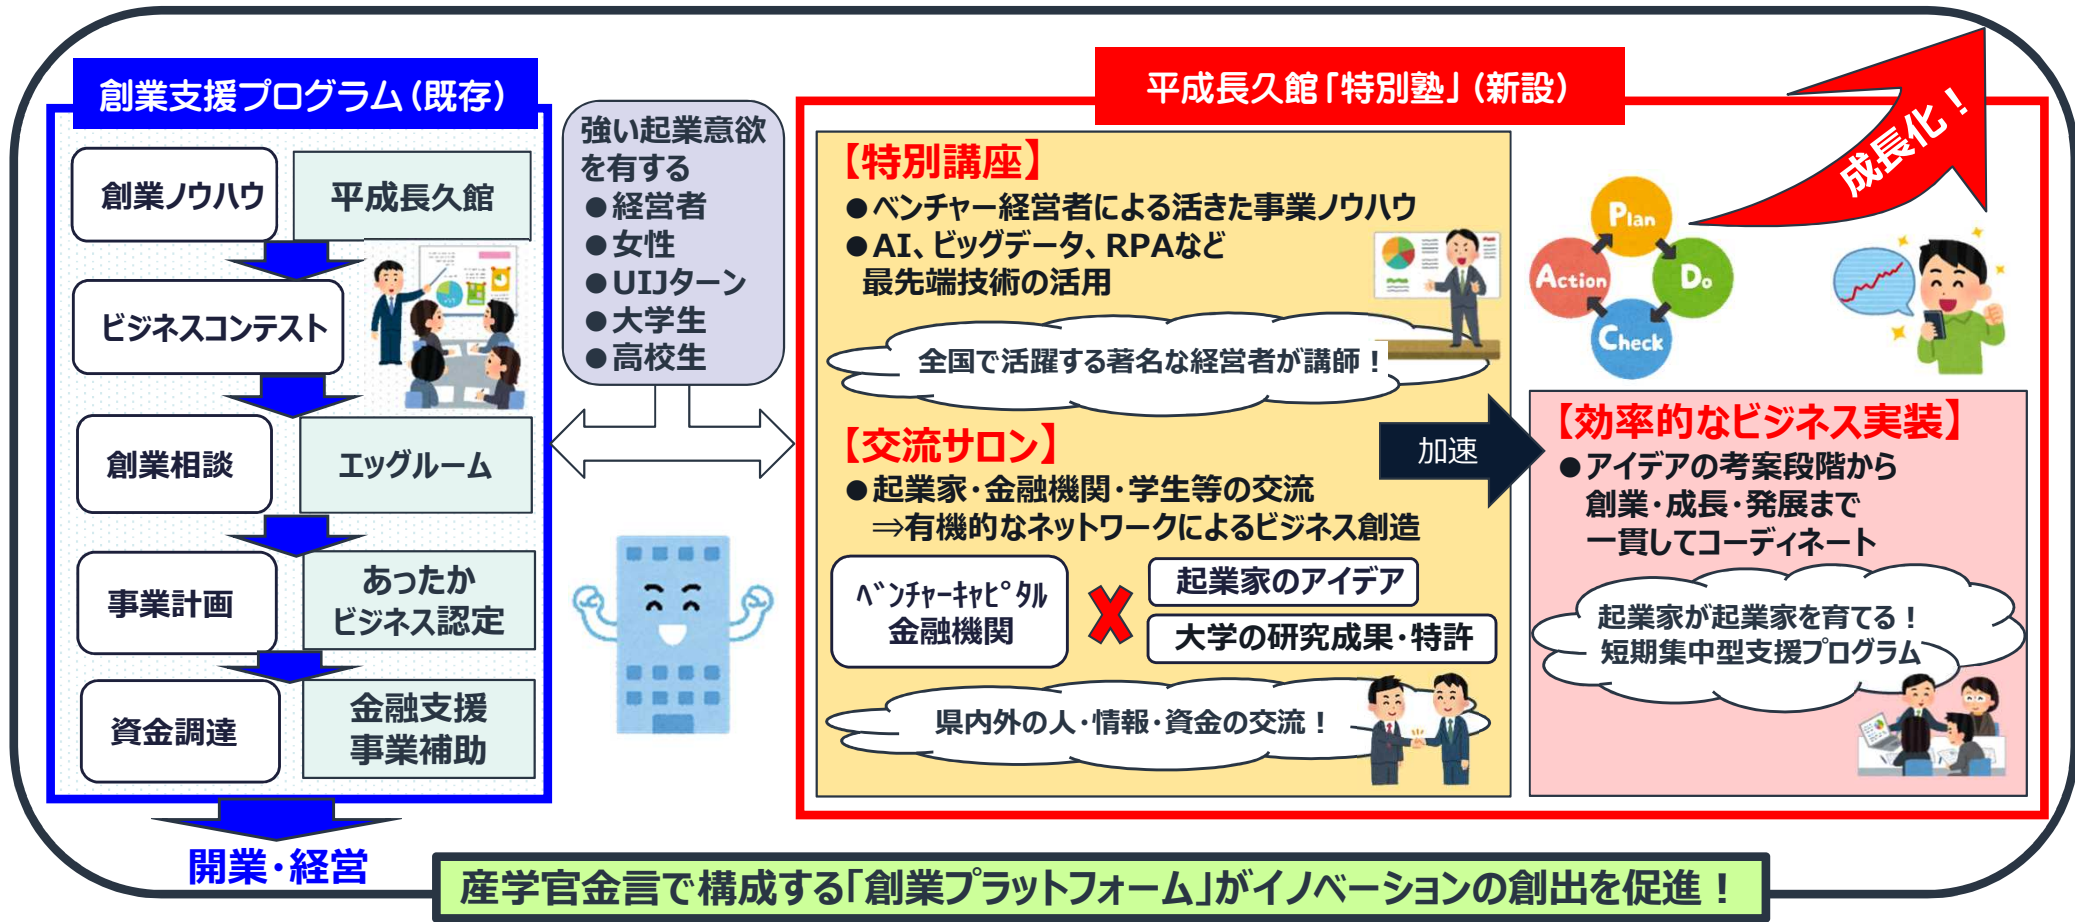 創業支援プログラム（既存）
創業ノウハウ
平成長久館
ビジネスコンテスト
創業相談
エッグルーム
事業計画
あったか
ビジネス認定
資金調達
金融支援
事業補助
開業・経営
強い起業意欲
を有する
●経営者
●女性
●UIJターン
●大学生
●高校生
平成長久館「特別塾」（新設）
【特別講座】
●ベンチャー経営者による活きた事業ノウハウ
●AI、ビッグデータ、RPAなど
最先端技術の活用
全国で活躍する著名な経営者が講師！
【交流サロン】
●起業家・金融機関・学生等の交流
⇒有機的なネットワークによるビジネス創造
ﾍﾞﾝﾁｬｰｷｬﾋﾟﾀﾙ
金融機関
起業家のアイデア
大学の研究成果・特許
県内外の人・情報・資金の交流！
加速
成長化！
Plan
Do
Check
Action
【効率的なビジネス実装】
●アイデアの考案段階から
創業・成長・発展まで
一貫してコーディネート
起業家が起業家を育てる！
短期集中型支援プログラム
産学官金言で構成する「創業プラットフォーム」がイノベーションの創出を促進！